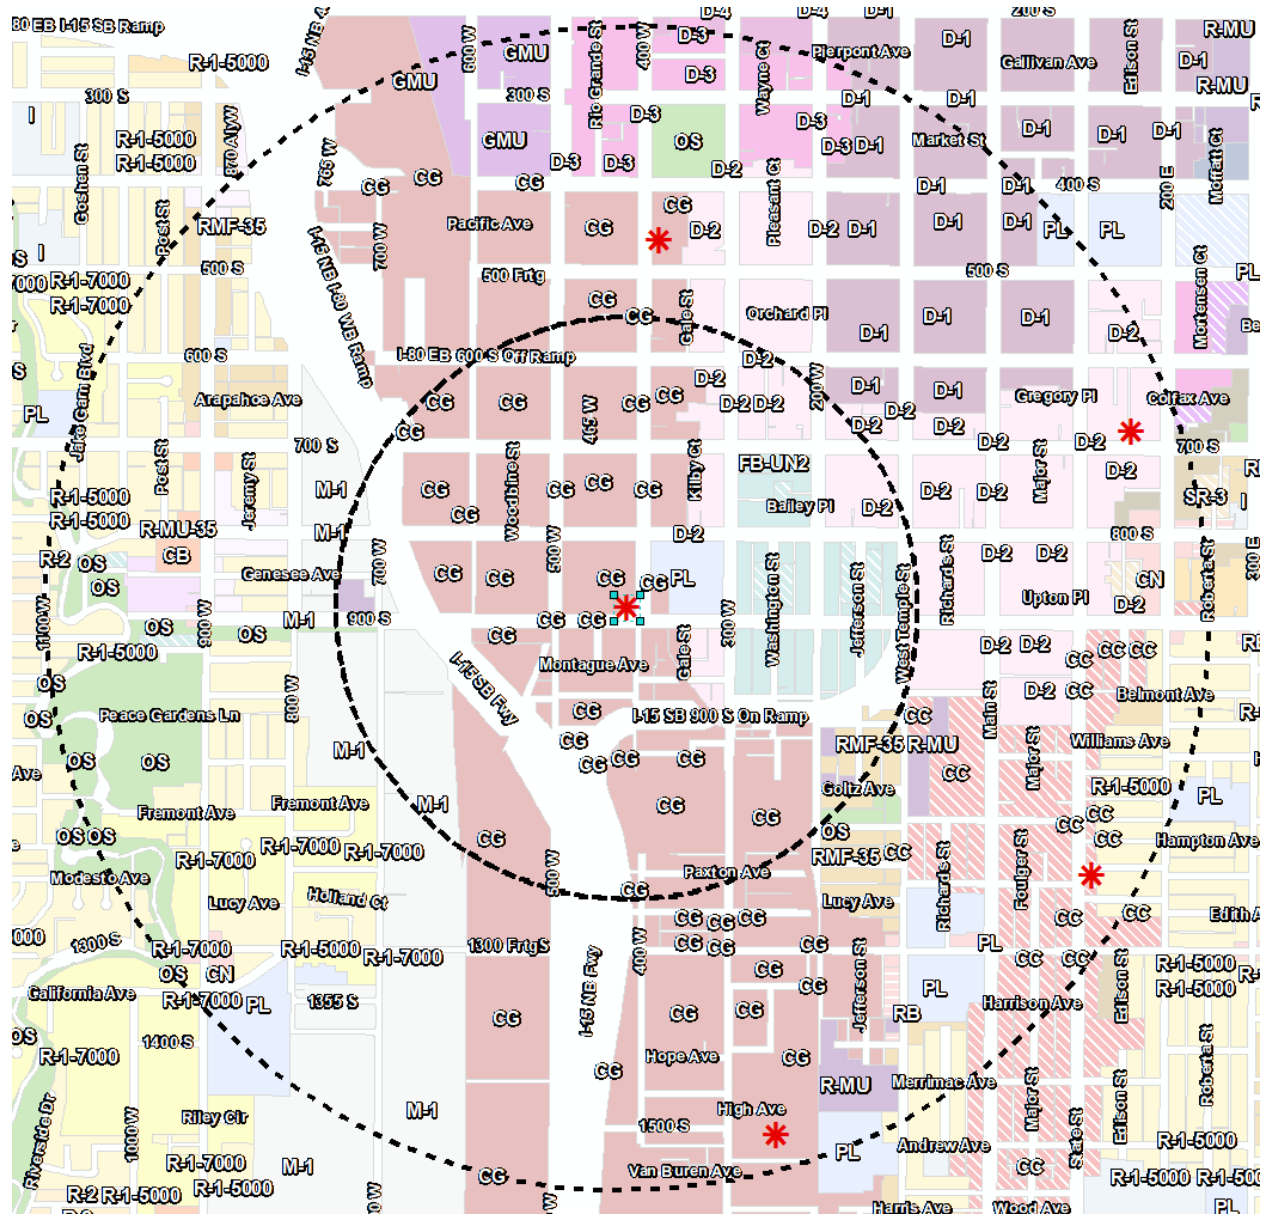 80 EB I-15 SB Ramp
I-15 NB A
600 W
GMU
Rio Grande St
400 W
D-4
D-3
D-4
D-1
200 S
R-MU
R-1-5000
GMU
D-3
Wayne Ct
Pierpont Ave
D-1
Gallivan Ave
Edison St
D-1
R-MU
300 S
300 S
D-3
D-1
D-1
I
R-1-5000
R-1-5000
870 Aly W
765 W
GMU
D-3
D-3
D-3
OS
D-2
D-3
D-3
D-1
Market St
D-1
D-1
D-1
Moffatt Ct
Goshen St
CG
CG
CG
D-1
D-1
400 S
200 E
Post St
RMF-35
700 W
Pacific Ave
CG
CG
D-2
Pleasant Ct
D-2
D-1
D-1
D-1
PL
PL
I
OS
R-1-7000
R-1-7000
500 S
I-15 NB I-80 WB Ramp
500 Frtg
500 S
PL
CG
CG
Gale St
Orchard Pl
D-1
D-1
D-1
D-2
Mortensen Ct
600 S
I-80 EB 600 S Off Ramp
D-2
Jake Garn Blvd
PL
Arapahoe Ave
CG
CG
465 W
CG
CG
D-2
D-2
D-2
200 W
D-1
D-1
D-2
D-2
Gregory Pl
Colfax Ave
CG
D-2
D-2
D-2
700 S
700 S
Post St
Jeremy St
R-1-5000
R-1-5000
M-1
CG
CG
Woodbine St
CG
CG
CG
Kilby Ct
FB-UN2
Bailey Pl
D-2
D-2
D-2
Major St
D-2
SR-3
I
R-MU-35
M-1
D-2
800 S
R-2
OS
OS
CB
Genesee Ave
700 W
CG
CG
500 W
CG
CG
PL
Washington St
Jefferson St
West Temple St
Richards St
D-2
D-2
CN
Upton Pl
D-2
Roberta St
300 E
1100 W
OS
900 W
OS
M-1
900 S
CG
CG
CG
300 W
R-1-5000
Montague Ave
Gale St
D-2
D-2
CC
CC
CC
OS
OS
Peace Gardens Ln
800 W
I-15 SB Fwy
CG
I-15 SB 900 S On Ramp
CC
Main St
D-2
CC
Belmont Ave
OS
OS
M-1
CG
CG
CG
CG
RMF-35
R-MU
CC
Major St
Williams Ave
R-1-5000
PL
Fremont Ave
Fremont Ave
M-1
CG
CG
Goltz Ave
OS
CC
CC
CC
Hampton Ave
OS
OS
R-1-7000
R-1-7000
R-1-7000
CG
RMF-35
CC
Modesto Ave
Lucy Ave
Holland Ct
500 W
CG
Paxton Ave
Lucy Ave
Richards St
Foulger St
CC
CC
1300 S
R-1-7000
R-1-5000
R-1-7000
1300 Frtg S
CG
CG
CG
CG
CG
CG
PL
OS
CN
400 W
CG
CG
Jefferson St
CC
CC
Edison St
R-1-5000
R-1-5000
California Ave
R-1-7000
PL
1355 S
CG
I-15 NB Fwy
CG
CG
PL
RB
Harrison Ave
OS
R-1-7000
1400 S
CG
Hope Ave
CG
R-MU
Merrimac Ave
Major St
State St
Edison St
Roberta St
Riverside Dr
1000 W
Riley Cir
M-1
High Ave
1500 S
PL
Andrew Ave
R-1-5000
R-1-7000
M-1
CG
Van Buren Ave
CC
R-2
R-1-5000
R-1-5000
R-1-5000
Harris Ave
Wood Ave
PL